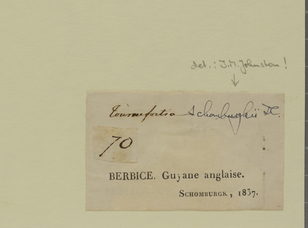 det.: I.M. Johnston!
Tournefortia Schomburgkii DC.
70
BERBICE. Guyane anglaise.
SCHOMBURGK, 1837.